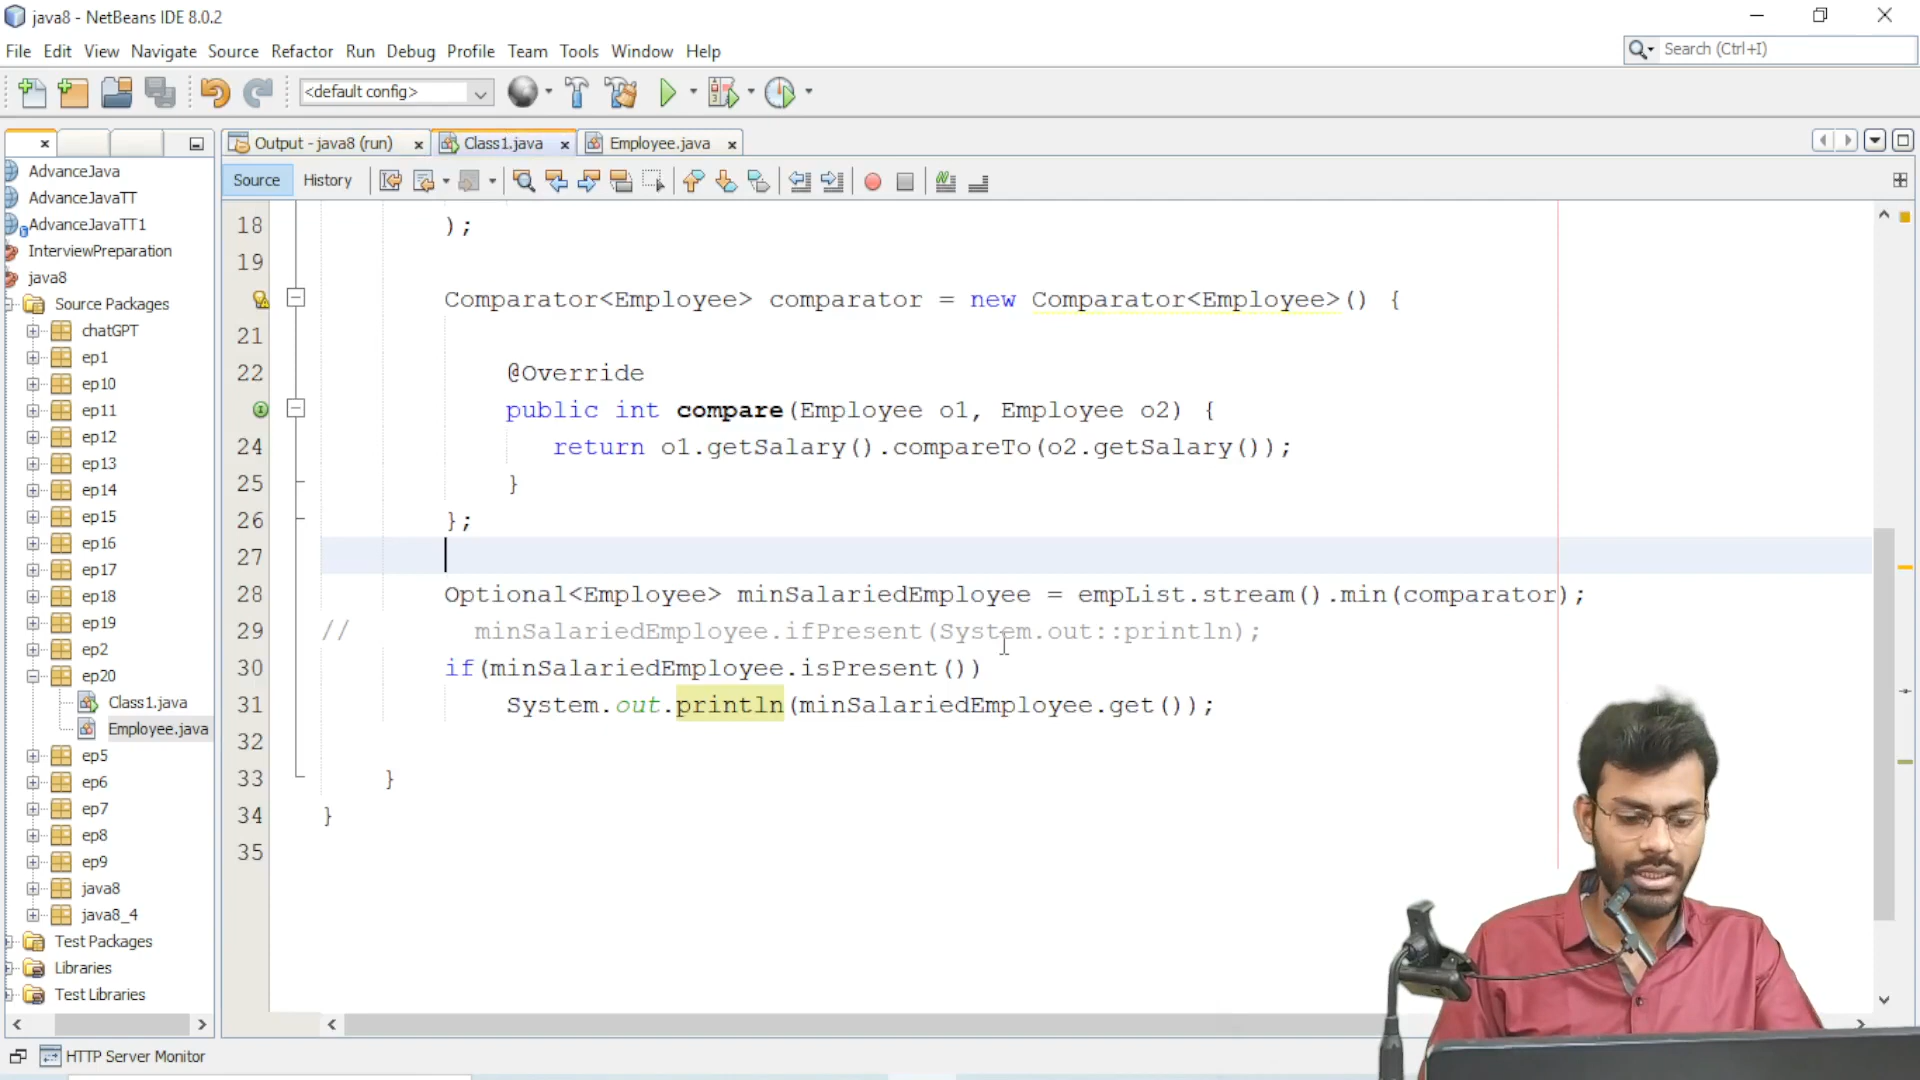 java8 - NetBeans IDE 8.0.2
File Edit View Navigate Source Refactor Run Debug Profile Team Tools Window Help
Search (Ctrl+I)
<default config>
Output - java8 (run) Class1.java Employee.java
Source History
AdvanceJava
AdvanceJavaTT
AdvanceJavaTT1
InterviewPreparation
java8
Source Packages
chatGPT
ep1
ep10
ep11
ep12
ep13
ep14
ep15
ep16
ep17
ep18
ep19
ep2
ep20
Class1.java
Employee.java
ep5
ep6
ep7
ep8
ep9
java8
java8_4
Test Packages
Libraries
Test Libraries
18 );
19
Comparator<Employee> comparator = new Comparator<Employee>() {
21
22 @Override
public int compare(Employee o1, Employee o2) {
24 return o1.getSalary().compareTo(o2.getSalary());
25 }
26 };
27
28 Optional<Employee> minSalariedEmployee = empList.stream().min(comparator);
29 // minSalariedEmployee.ifPresent(System.out::println);
30 if(minSalariedEmployee.isPresent())
31 System.out.println(minSalariedEmployee.get());
32
33 }
34 }
35
HTTP Server Monitor